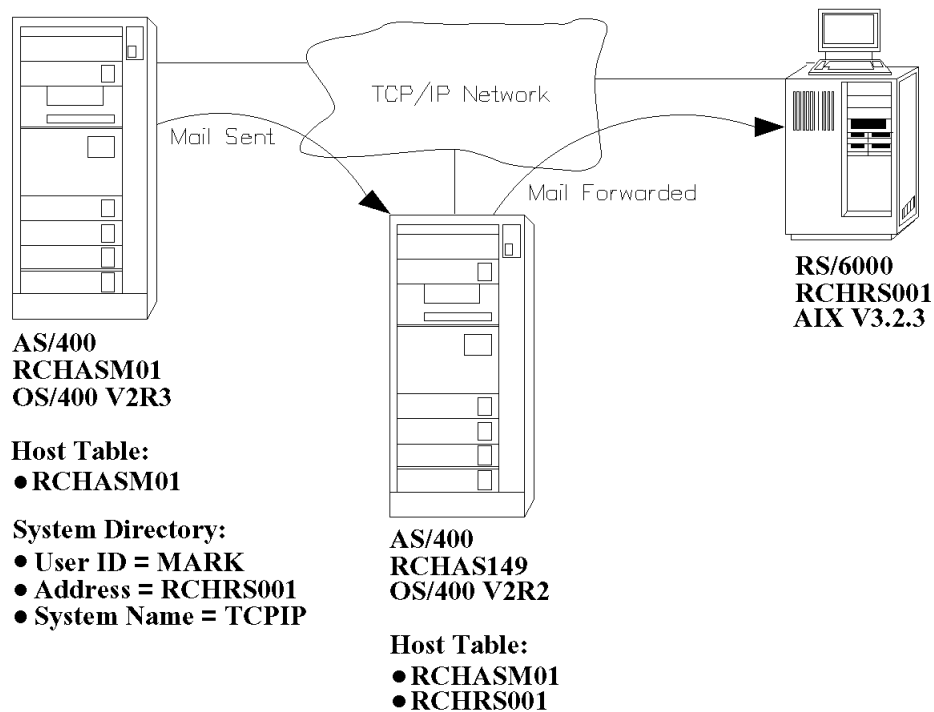 TCP/IP Network
Mail Sent
Mail Forwarded
RS/6000
RCHRS001
AIX V3.2.3
AS/400
RCHASM01
OS/400 V2R3
Host Table:
● RCHASM01
System Directory:
● User ID = MARK
● Address = RCHRS001
● System Name = TCPIP
AS/400
RCHAS149
OS/400 V2R2
Host Table:
● RCHASM01
● RCHRS001